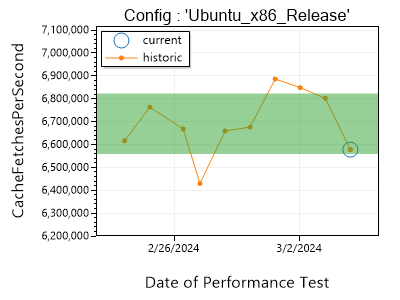 Config : 'Ubuntu_x86_Release'
7,100,000
7,000,000
6,900,000
6,800,000
6,700,000
6,600,000
6,500,000
6,400,000
6,300,000
6,200,000
CacheFetchesPerSecond
current
historic
2/26/2024
3/2/2024
Date of Performance Test